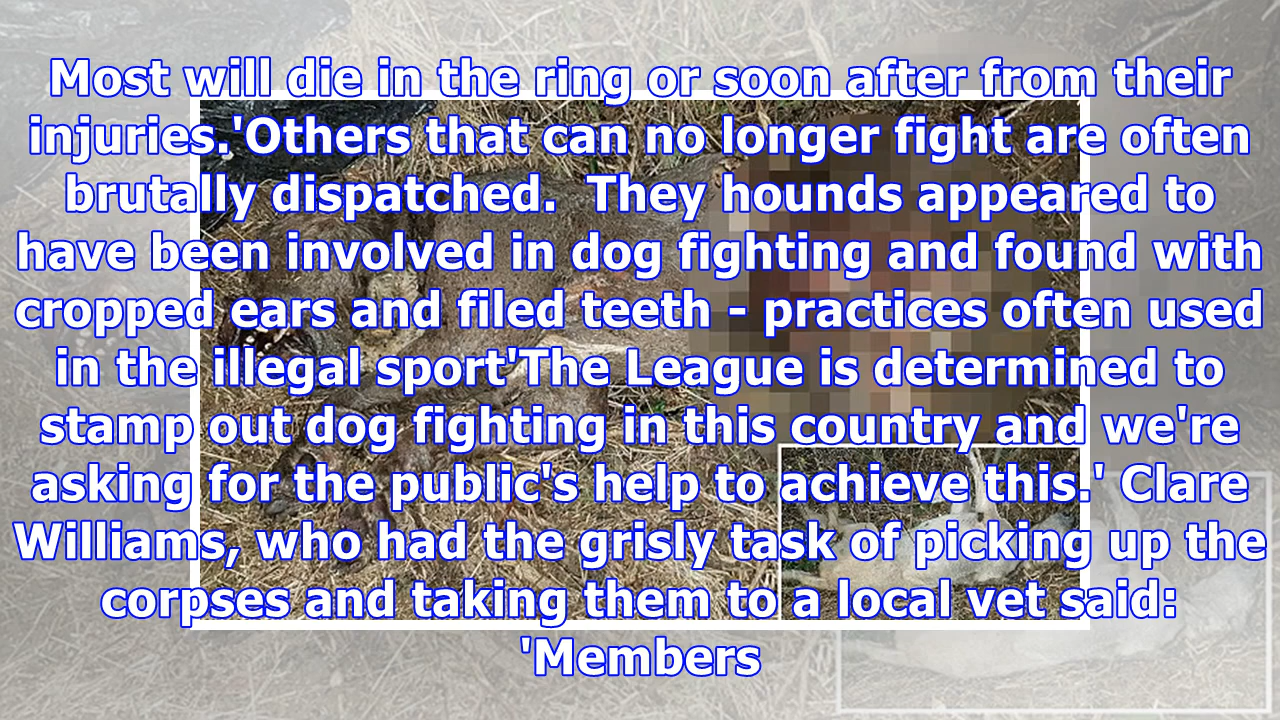 Most will die in the ring or soon after from their
injuries.'Others that can no longer fight are often
brutally dispatched.  They hounds appeared to
have been involved in dog fighting and found with
cropped ears and filed teeth - practices often used
in the illegal sport'The League is determined to
stamp out dog fighting in this country and we're
asking for the public's help to achieve this.' Clare
Williams, who had the grisly task of picking up the
corpses and taking them to a local vet said:
'Members